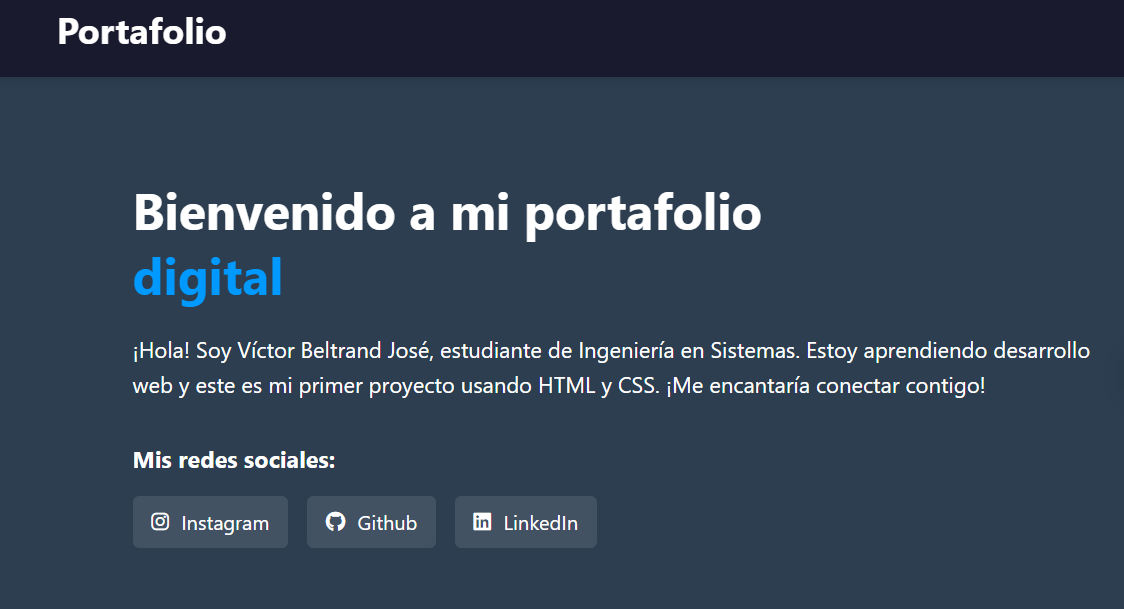 Portafolio
Bienvenido a mi portafolio
digital
¡Hola! Soy Víctor Beltrand José, estudiante de Ingeniería en Sistemas. Estoy aprendiendo desarrollo
web y este es mi primer proyecto usando HTML y CSS. ¡Me encantaría conectar contigo!
Mis redes sociales:
Instagram Github LinkedIn